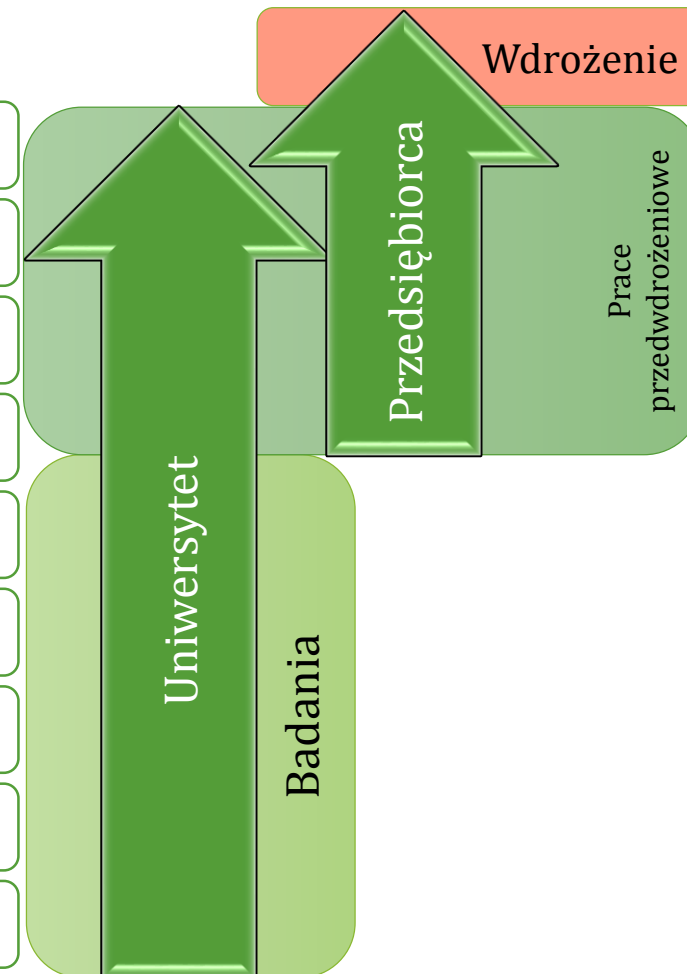 Wdrożenie
Przedsiębiorca
Prace
przedwdrożeniowe
Uniwersytet
Badania